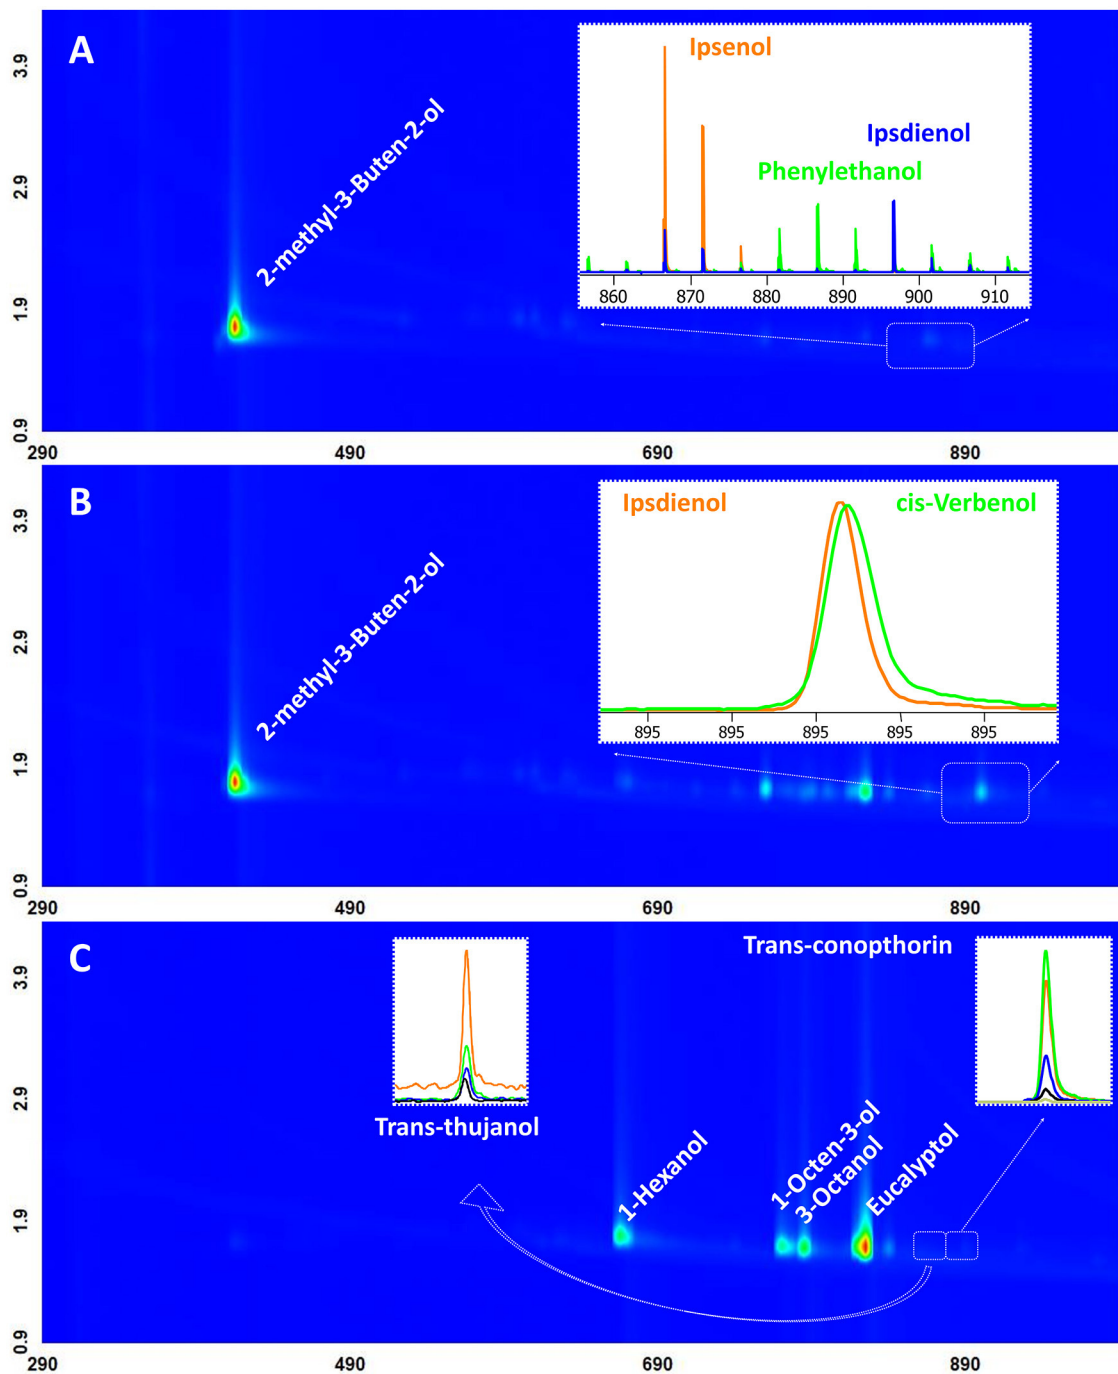 A
Ipsenol
Ipsdienol
Phenylethanol
2-methyl-3-Buten-2-ol
860 870 880 890 900 910
3.9
2.9
1.9
0.9
290 490 690 890
B
Ipsdienol cis-Verbenol
2-methyl-3-Buten-2-ol
895 895 895 895 895
3.9
2.9
1.9
0.9
290 490 690 890
C
Trans-conopthorin
Trans-thujanol
1-Hexanol
1-Octen-3-ol
3-Octanol
Eucalyptol
3.9
2.9
1.9
0.9
290 490 690 890